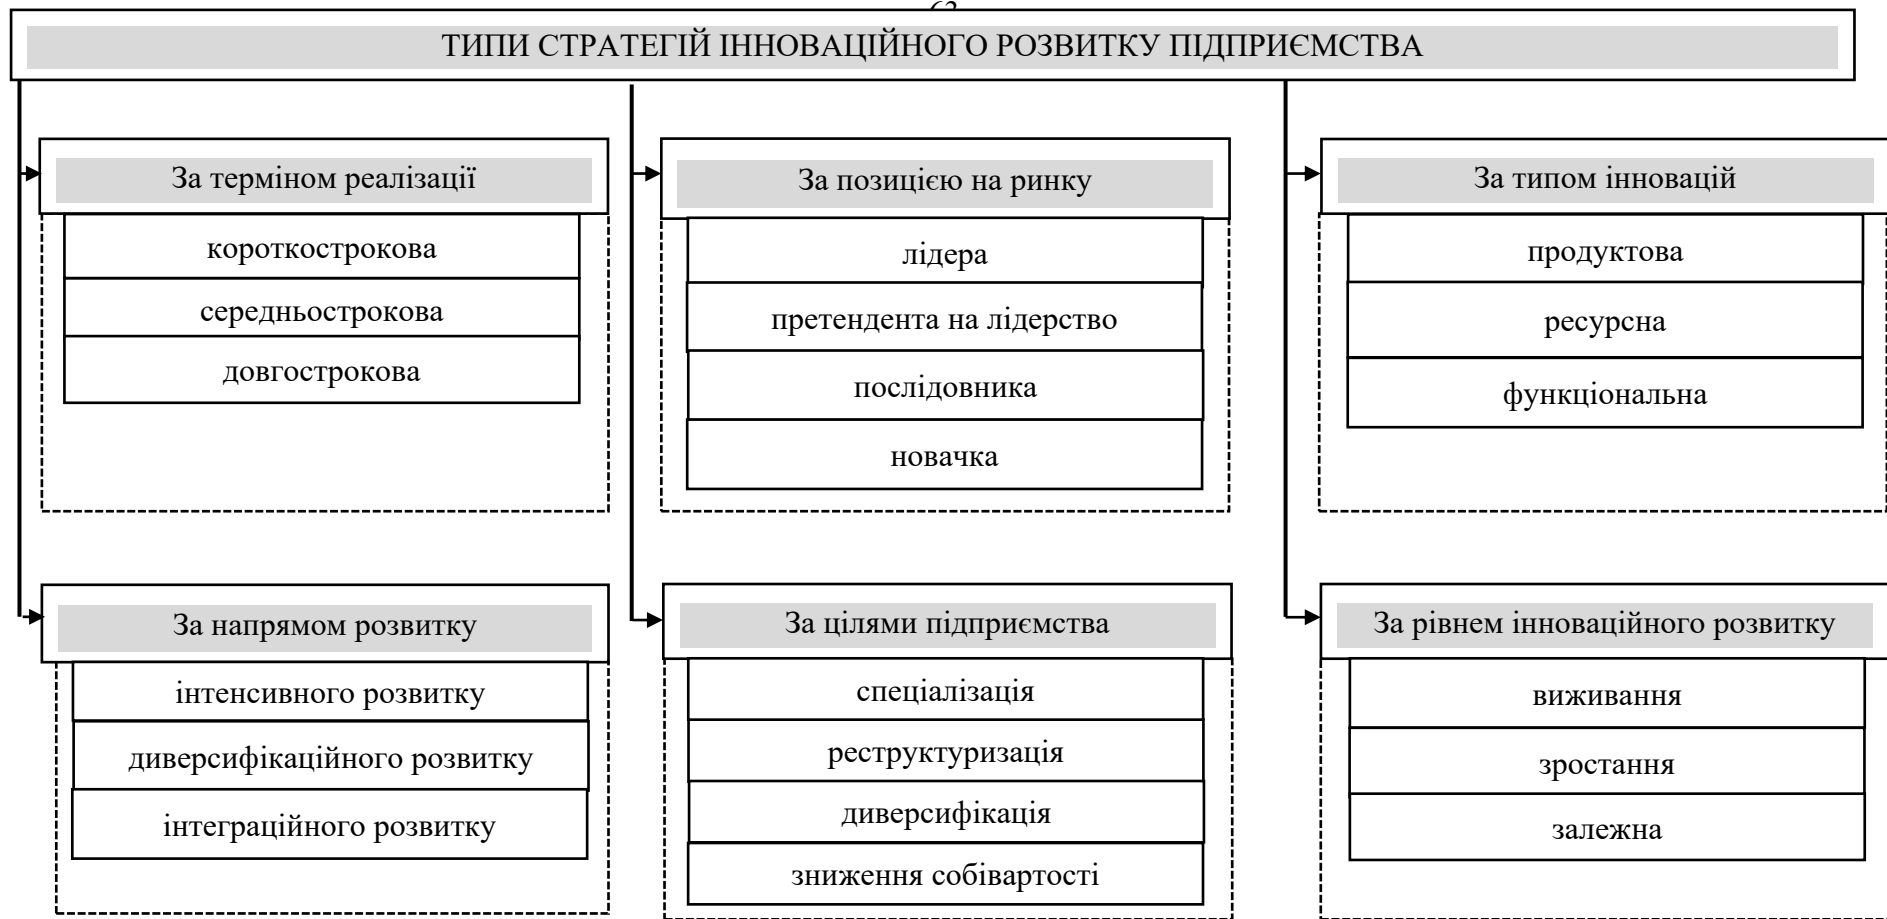 ТИПИ СТРАТЕГІЙ ІННОВАЦІЙНОГО РОЗВИТКУ ПІДПРИЄМСТВА
За терміном реалізації
короткострокова
середньострокова
довгострокова
За позицією на ринку
лідера
претендента на лідерство
послідовника
новачка
За типом інновацій
продуктова
ресурсна
функціональна
За напрямом розвитку
інтенсивного розвитку
диверсифікаційного розвитку
інтеграційного розвитку
За цілями підприємства
спеціалізація
реструктуризація
диверсифікація
зниження собівартості
За рівнем інноваційного розвитку
виживання
зростання
залежна